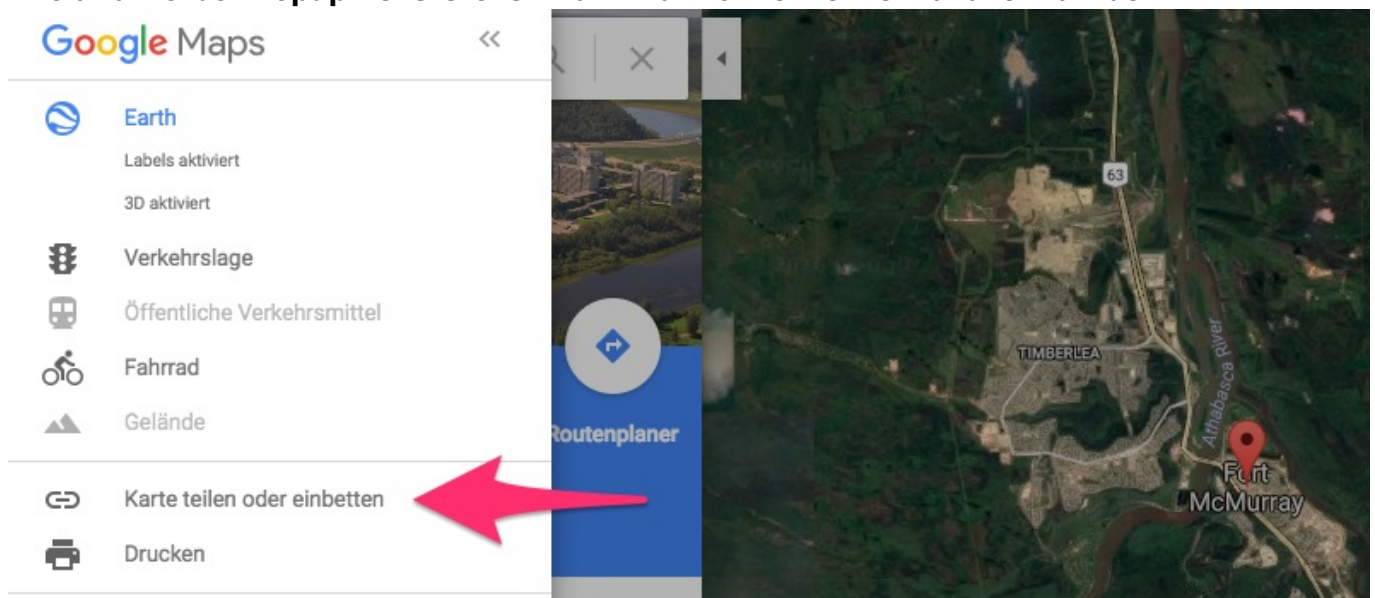 Google Maps
Earth
Labels aktiviert
3D aktiviert
Verkehrslage
Öffentliche Verkehrsmittel
Fahrrad
Gelände
Karte teilen oder einbetten
Drucken
Routenplaner
63
TIMBERLEA
Athabasca River
Fort
McMurray